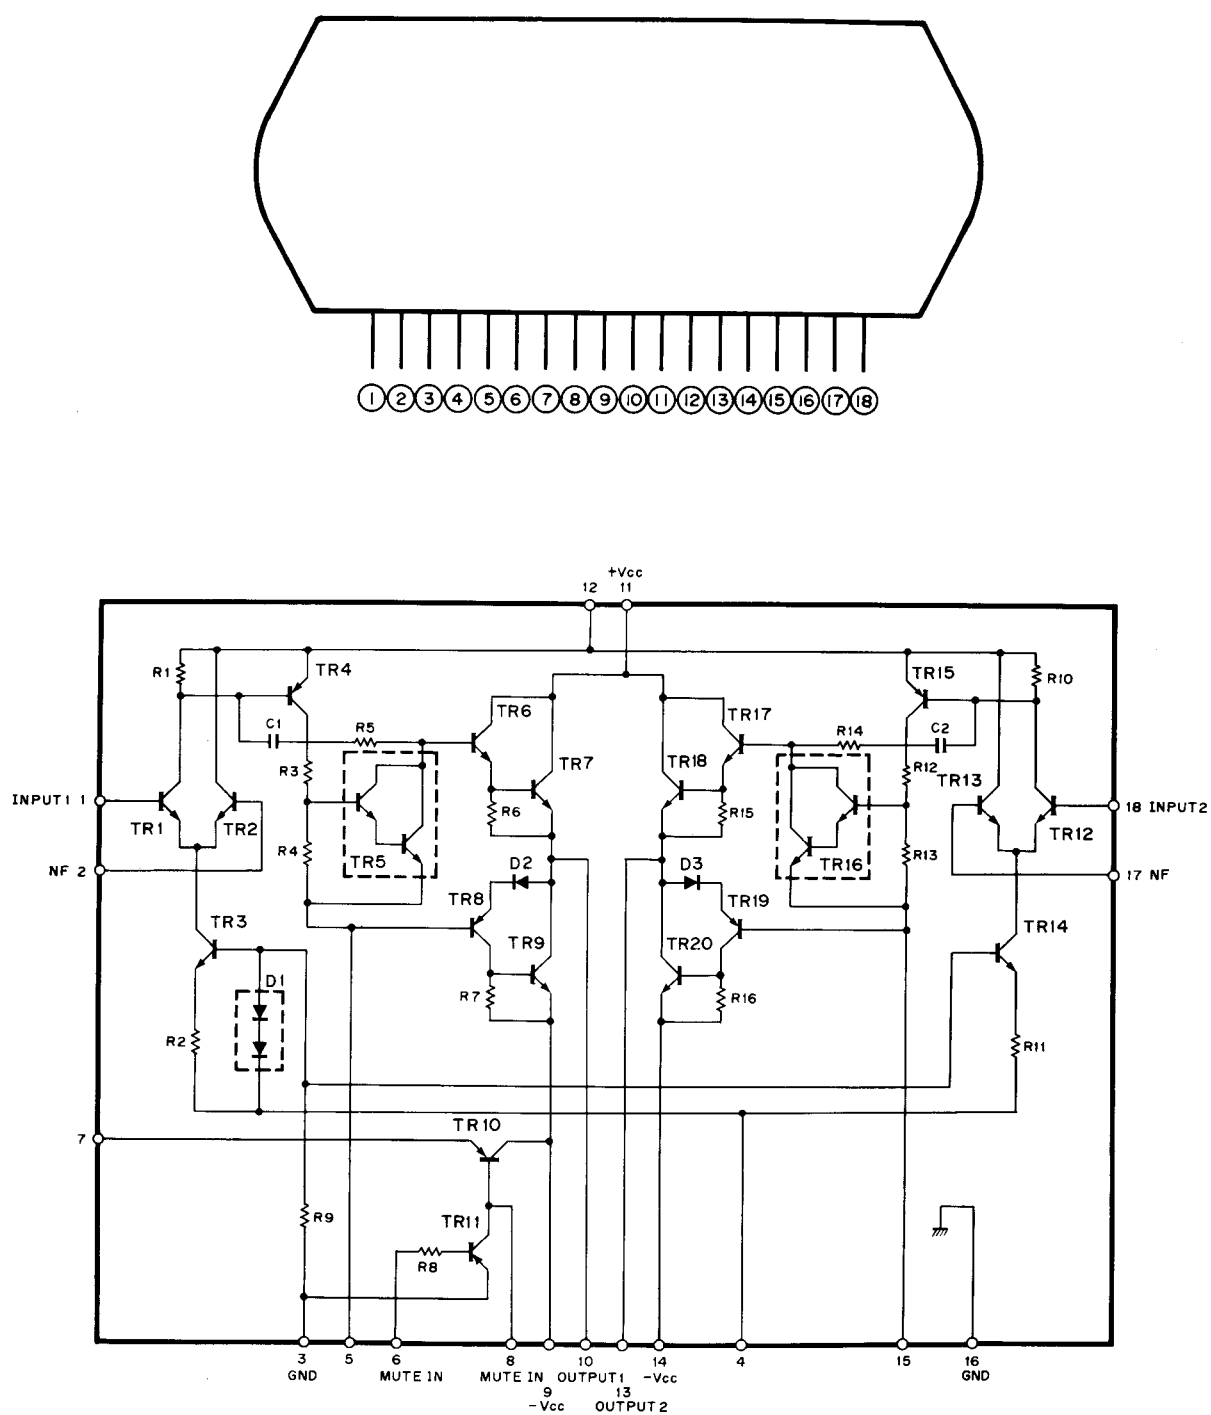 1 2 3 4 5 6 7 8 9 10 11 12 13 14 15 16 17 18
+Vcc
12 11
R1
TR4
TR15
R10
TR6
TR17
C1
R5
R14
C2
R3
TR7
TR18
R12
TR13
INPUT1 1
TR1
TR2
R6
R15
18 INPUT2
TR12
R4
TR5
TR16
R13
D2
D3
NF 2
17 NF
TR8
TR19
TR3
TR9
TR20
TR14
D1
R7
R16
R2
R11
7
TR10
R9
TR11
R8
3 5 6 8 10 14 4 15 16
GND MUTE IN MUTE IN OUTPUT1 -Vcc GND
9 13
-Vcc OUTPUT2